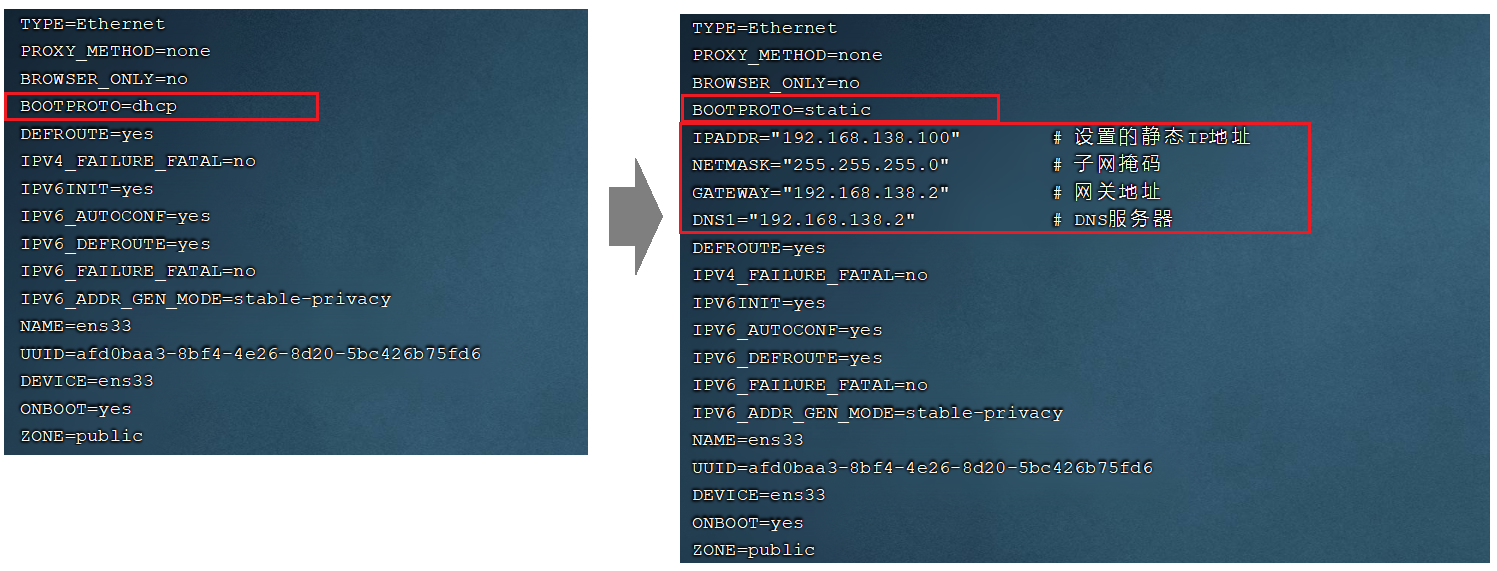 TYPE=Ethernet
PROXY_METHOD=none
BROWSER_ONLY=no
BOOTPROTO=dhcp
DEFROUTE=yes
IPV4_FAILURE_FATAL=no
IPV6INIT=yes
IPV6_AUTOCONF=yes
IPV6_DEFROUTE=yes
IPV6_FAILURE_FATAL=no
IPV6_ADDR_GEN_MODE=stable-privacy
NAME=ens33
UUID=afd0baa3-8bf4-4e26-8d20-5bc426b75fd6
DEVICE=ens33
ONBOOT=yes
ZONE=public
TYPE=Ethernet
PROXY_METHOD=none
BROWSER_ONLY=no
BOOTPROTO=static
IPADDR="192.168.138.100" # 设置的静态IP地址
NETMASK="255.255.255.0" # 子网掩码
GATEWAY="192.168.138.2" # 网关地址
DNS1="192.168.138.2" # DNS服务器
DEFROUTE=yes
IPV4_FAILURE_FATAL=no
IPV6INIT=yes
IPV6_AUTOCONF=yes
IPV6_DEFROUTE=yes
IPV6_FAILURE_FATAL=no
IPV6_ADDR_GEN_MODE=stable-privacy
NAME=ens33
UUID=afd0baa3-8bf4-4e26-8d20-5bc426b75fd6
DEVICE=ens33
ONBOOT=yes
ZONE=public